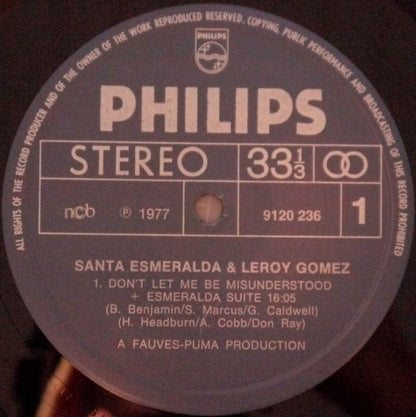 ALL RIGHTS OF THE RECORD PRODUCER AND OF THE OWNER OF THE WORK REPRODUCED RESERVED. COPYING, PUBLIC PERFORMANCE AND BROADCASTING OF THIS RECORD PROHIBITED
PHILIPS
PHILIPS
STEREO 33⅓
ncb ℗ 1977 9120 236 1
SANTA ESMERALDA & LEROY GOMEZ
1. DON'T LET ME BE MISUNDERSTOOD
+ ESMERALDA SUITE 16:05
(B. Benjamin/S. Marcus/G. Caldwell)
(H. Headburn/A. Cobb/Don Ray)
A FAUVES-PUMA PRODUCTION